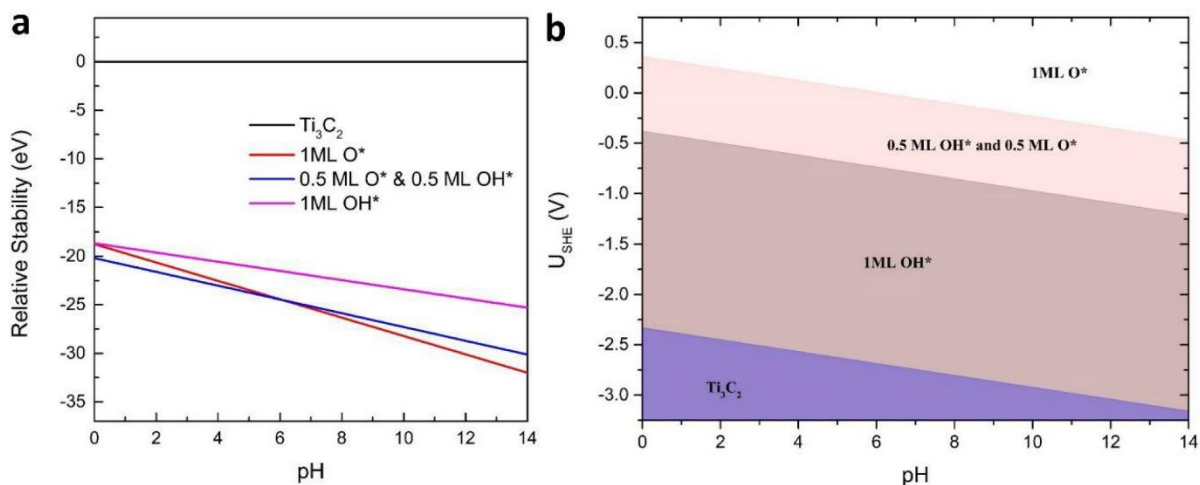 a
0
-5
-10
-15
-20
-25
-30
-35
Relative Stability (eV)
Ti₃C₂
1ML O*
0.5 ML O* & 0.5 ML OH*
1ML OH*
0 2 4 6 8 10 12 14
pH
b
0.5
0.0
-0.5
-1.0
-1.5
-2.0
-2.5
-3.0
U_SHE (V)
1ML O*
0.5 ML OH* and 0.5 ML O*
1ML OH*
Ti₃C₂
0 2 4 6 8 10 12 14
pH